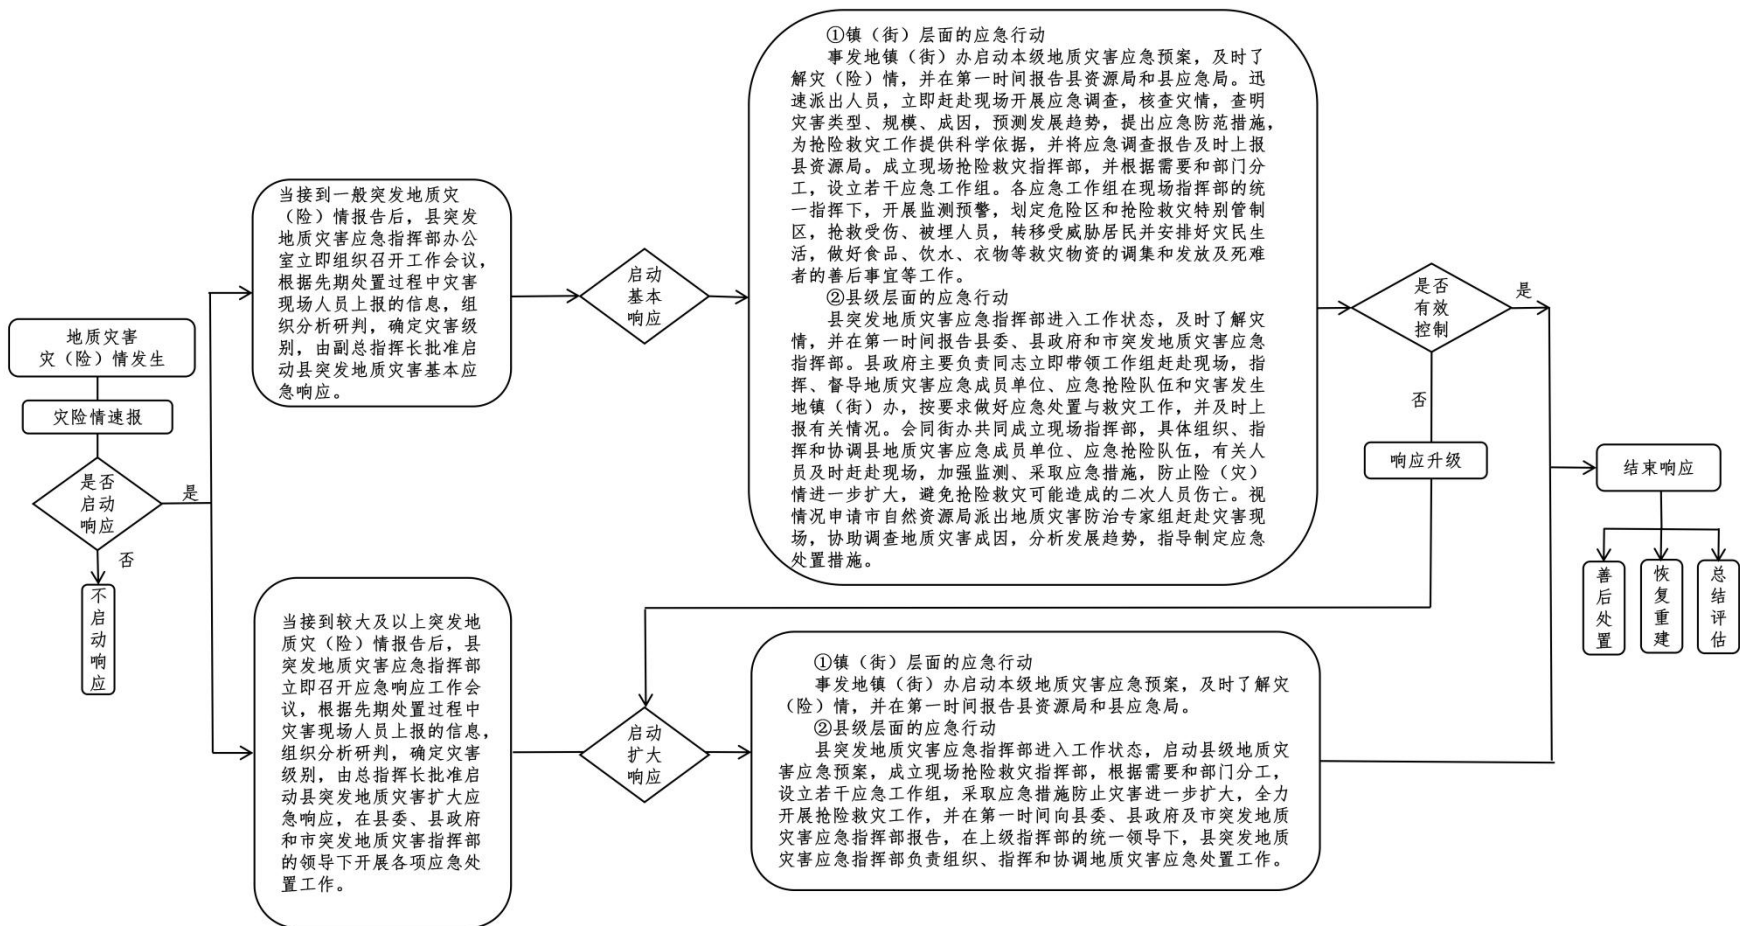 地质灾害
灾（险）情发生
灾险情速报
是否
启动
响应
是
否
不
启
动
响
应
当接到一般突发地质灾
（险）情报告后，县突发
地质灾害应急指挥部办公
室立即组织召开工作会议，
根据先期处置过程中灾害
现场人员上报的信息，组
织分析研判，确定灾害级
别，由副总指挥长批准启
动县突发地质灾害基本应
急响应。
启动
基本
响应
①镇（街）层面的应急行动
事发地镇（街）办启动本级地质灾害应急预案，及时了
解灾（险）情，并在第一时间报告县资源局和县应急局。迅
速派出人员，立即赶赴现场开展应急调查，核查灾情，查明
灾害类型、规模、成因，预测发展趋势，提出应急防范措施，
为抢险救灾工作提供科学依据，并将应急调查报告及时上报
县资源局。成立现场抢险救灾指挥部，并根据需要和部门分
工，设立若干应急工作组。各应急工作组在现场指挥部的统
一指挥下，开展监测预警，划定危险区和抢险救灾特别管制
区，抢救受伤、被埋人员，转移受威胁居民并安排好灾民生
活，做好食品、饮水、衣物等救灾物资的调集和发放及死难
者的善后事宜等工作。
②县级层面的应急行动
县突发地质灾害应急指挥部进入工作状态，及时了解灾
情，并在第一时间报告县委、县政府和市突发地质灾害应急
指挥部。县政府主要负责同志立即带领工作组赶赴现场，指
挥、督导地质灾害应急成员单位、应急抢险队伍和灾害发生
地镇（街）办，按要求做好应急处置与救灾工作，并及时上
报有关情况。会同街办共同成立现场指挥部，具体组织、指
挥和协调县地质灾害应急成员单位、应急抢险队伍，有关人
员及时赶赴现场，加强监测、采取应急措施，防止险（灾）
情进一步扩大，避免抢险救灾可能造成的二次人员伤亡。视
情况申请市自然资源局派出地质灾害防治专家组赶赴灾害现
场，协助调查地质灾害成因，分析发展趋势，指导制定应急
处置措施。
是否
有效
控制
是
否
响应升级
当接到较大及以上突发地
质灾（险）情报告后，县
突发地质灾害应急指挥部
立即召开应急响应工作会
议，根据先期处置过程中
灾害现场人员上报的信息，
组织分析研判，确定灾害
级别，由总指挥长批准启
动县突发地质灾害扩大应
急响应，在县委、县政府
和市突发地质灾害指挥部
的领导下开展各项应急处
置工作。
启动
扩大
响应
①镇（街）层面的应急行动
事发地镇（街）办启动本级地质灾害应急预案，及时了解灾
（险）情，并在第一时间报告县资源局和县应急局。
②县级层面的应急行动
县突发地质灾害应急指挥部进入工作状态，启动县级地质灾
害应急预案，成立现场抢险救灾指挥部，根据需要和部门分工，
设立若干应急工作组，采取应急措施防止灾害进一步扩大，全力
开展抢险救灾工作，并在第一时间向县委、县政府及市突发地质
灾害应急指挥部报告，在上级指挥部的统一领导下，县突发地质
灾害应急指挥部负责组织、指挥和协调地质灾害应急处置工作。
结束响应
善
后
处
置
恢
复
重
建
总
结
评
估